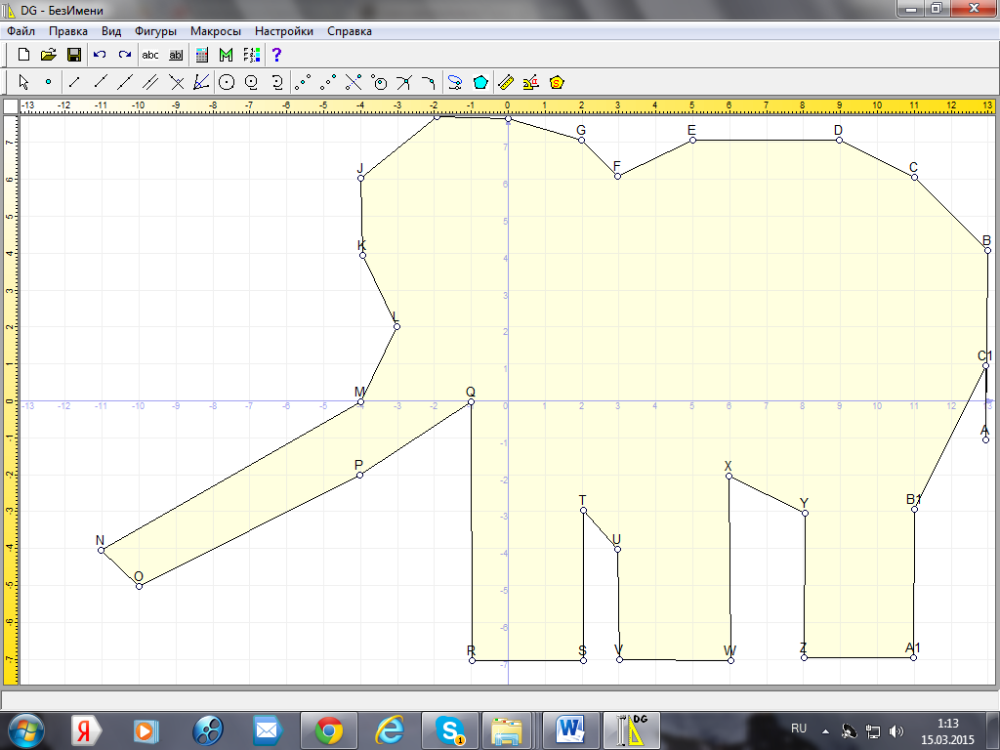 DG - БезИмени
Файл Правка Вид Фигуры Макросы Настройки Справка
abc ab M ?
-13 -12 -11 -10 -9 -8 -7 -6 -5 -4 -3 -2 -1 0 1 2 3 4 5 6 7 8 9 10 11 12 13
7 6 5 4 3 2 1 0 -1 -2 -3 -4 -5 -6 -7
G E D
F
J C
K B
L
C1
M Q
-13 -12 -11 -10 -9 -8 -7 -6 -5 -4 -3 -2 -1 0 1 2 3 4 5 6 7 8 9 10 11 12 13
7 6 5 4 3 2 1 -1 -2 -3 -4 -5 -6 -7
A
P X
T Y B1
N U
O
R S V W Z A1
Я S 1 W DG
RU
1:13
15.03.2015